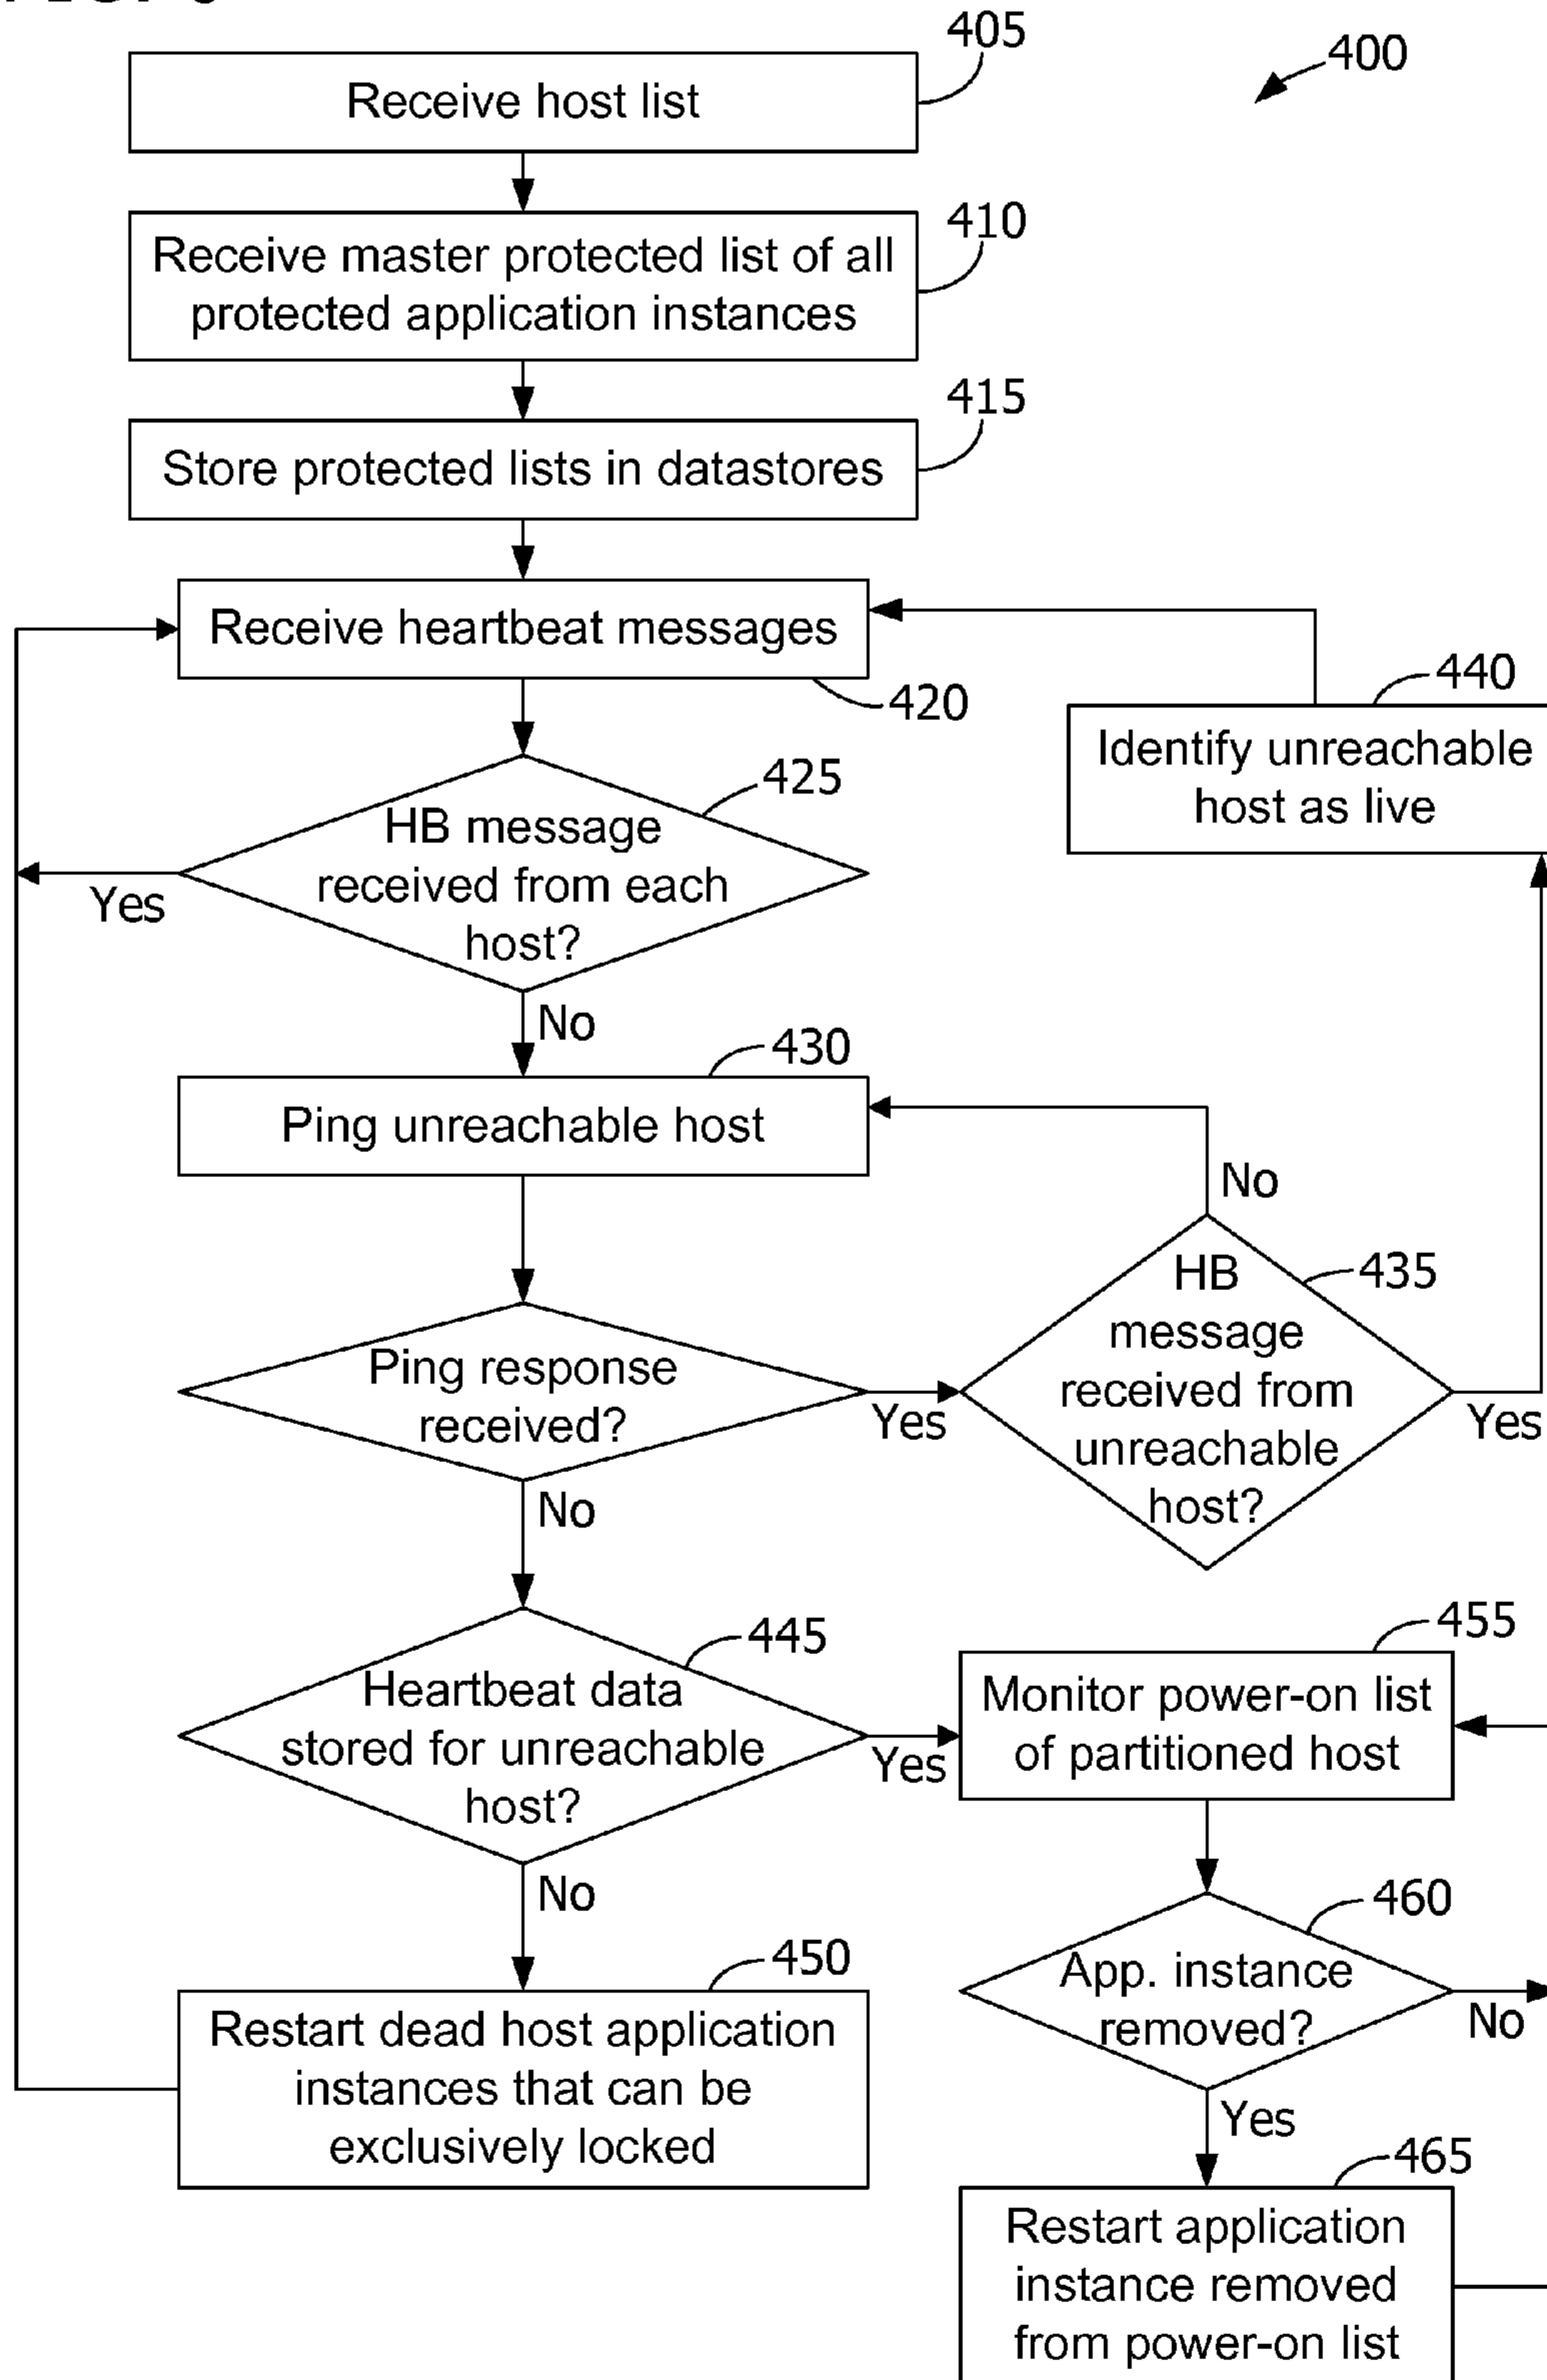 405
400
Receive host list
410
Receive master protected list of all
protected application instances
415
Store protected lists in datastores
Receive heartbeat messages
420
440
Identify unreachable
host as live
425
HB message
received from each
host?
Yes
No
430
Ping unreachable host
No
435
HB
message
received from
unreachable
host?
Ping response
received?
Yes
Yes
No
445
Heartbeat data
stored for unreachable
host?
Yes
455
Monitor power-on list
of partitioned host
No
460
App. instance
removed?
No
450
Restart dead host application
instances that can be
exclusively locked
Yes
465
Restart application
instance removed
from power-on list